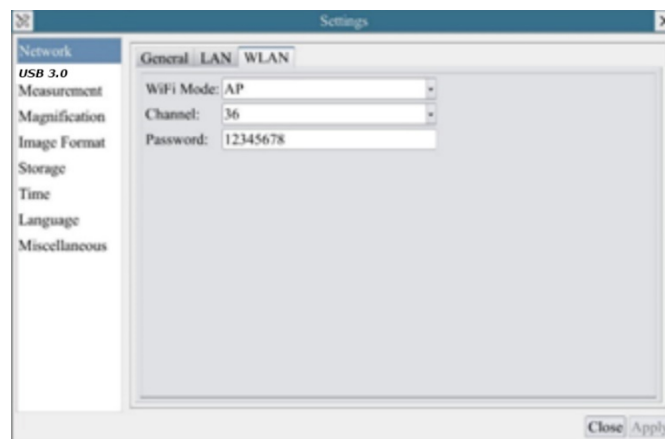 Settings
Network
USB 3.0
Measurement
Magnification
Image Format
Storage
Time
Language
Miscellaneous
General LAN WLAN
WiFi Mode: AP
Channel: 36
Password: 12345678
Close Apply